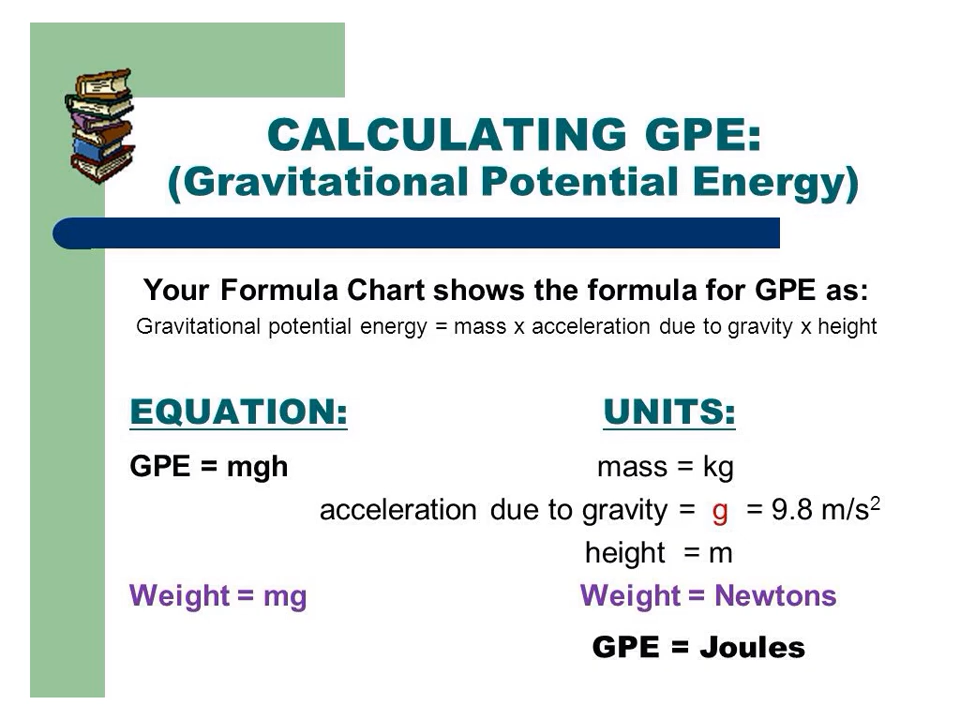 CALCULATING GPE:
(Gravitational Potential Energy)
Your Formula Chart shows the formula for GPE as:
Gravitational potential energy = mass x acceleration due to gravity x height
EQUATION: UNITS:
GPE = mgh mass = kg
acceleration due to gravity = g = 9.8 m/s²
height = m
Weight = mg Weight = Newtons
GPE = Joules